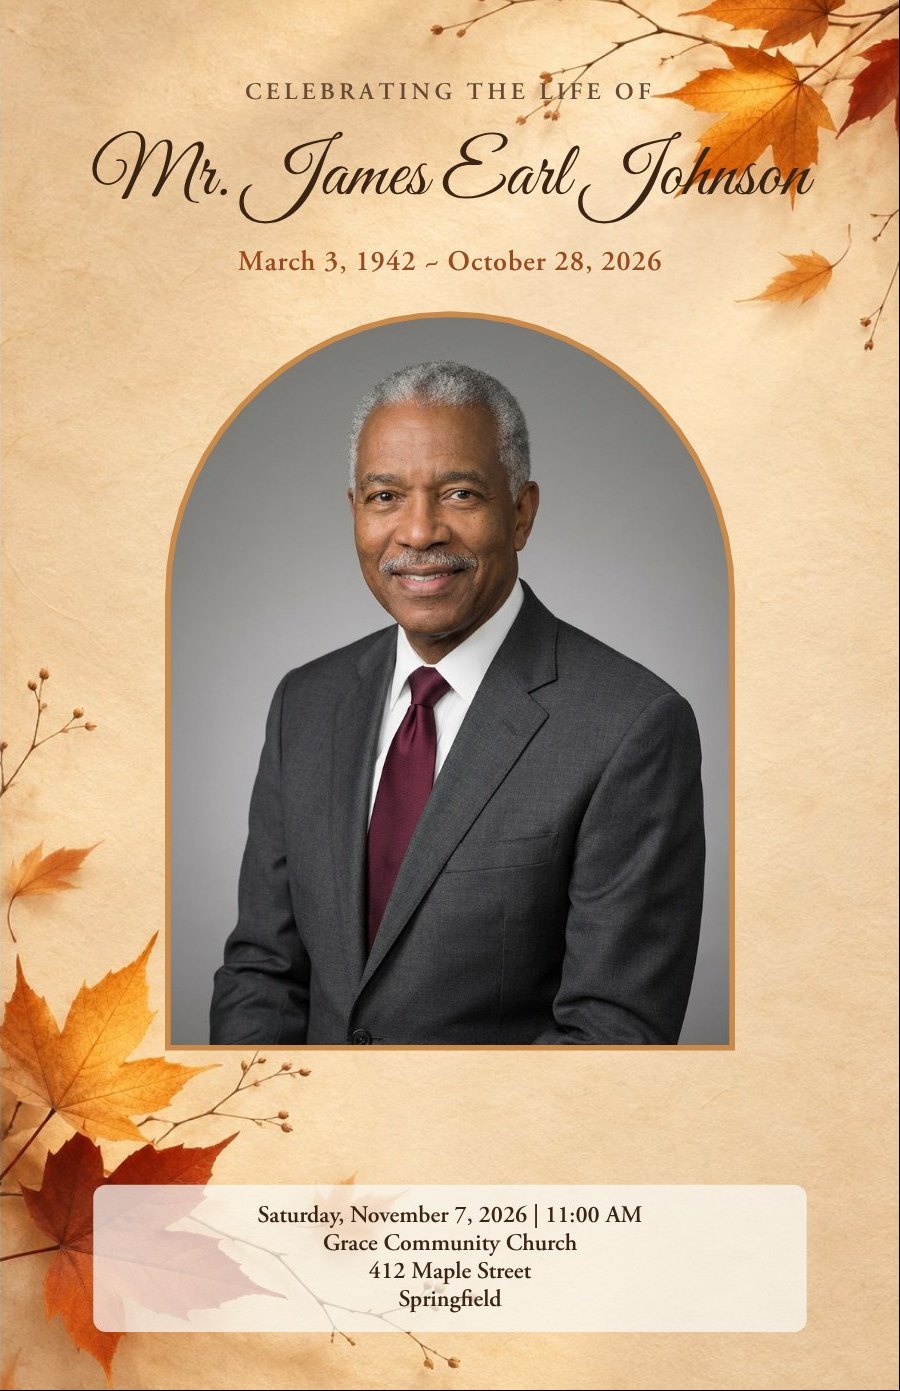 CELEBRATING THE LIFE OF
Mr. James Earl Johnson
March 3, 1942 ~ October 28, 2026
Saturday, November 7, 2026 | 11:00 AM
Grace Community Church
412 Maple Street
Springfield